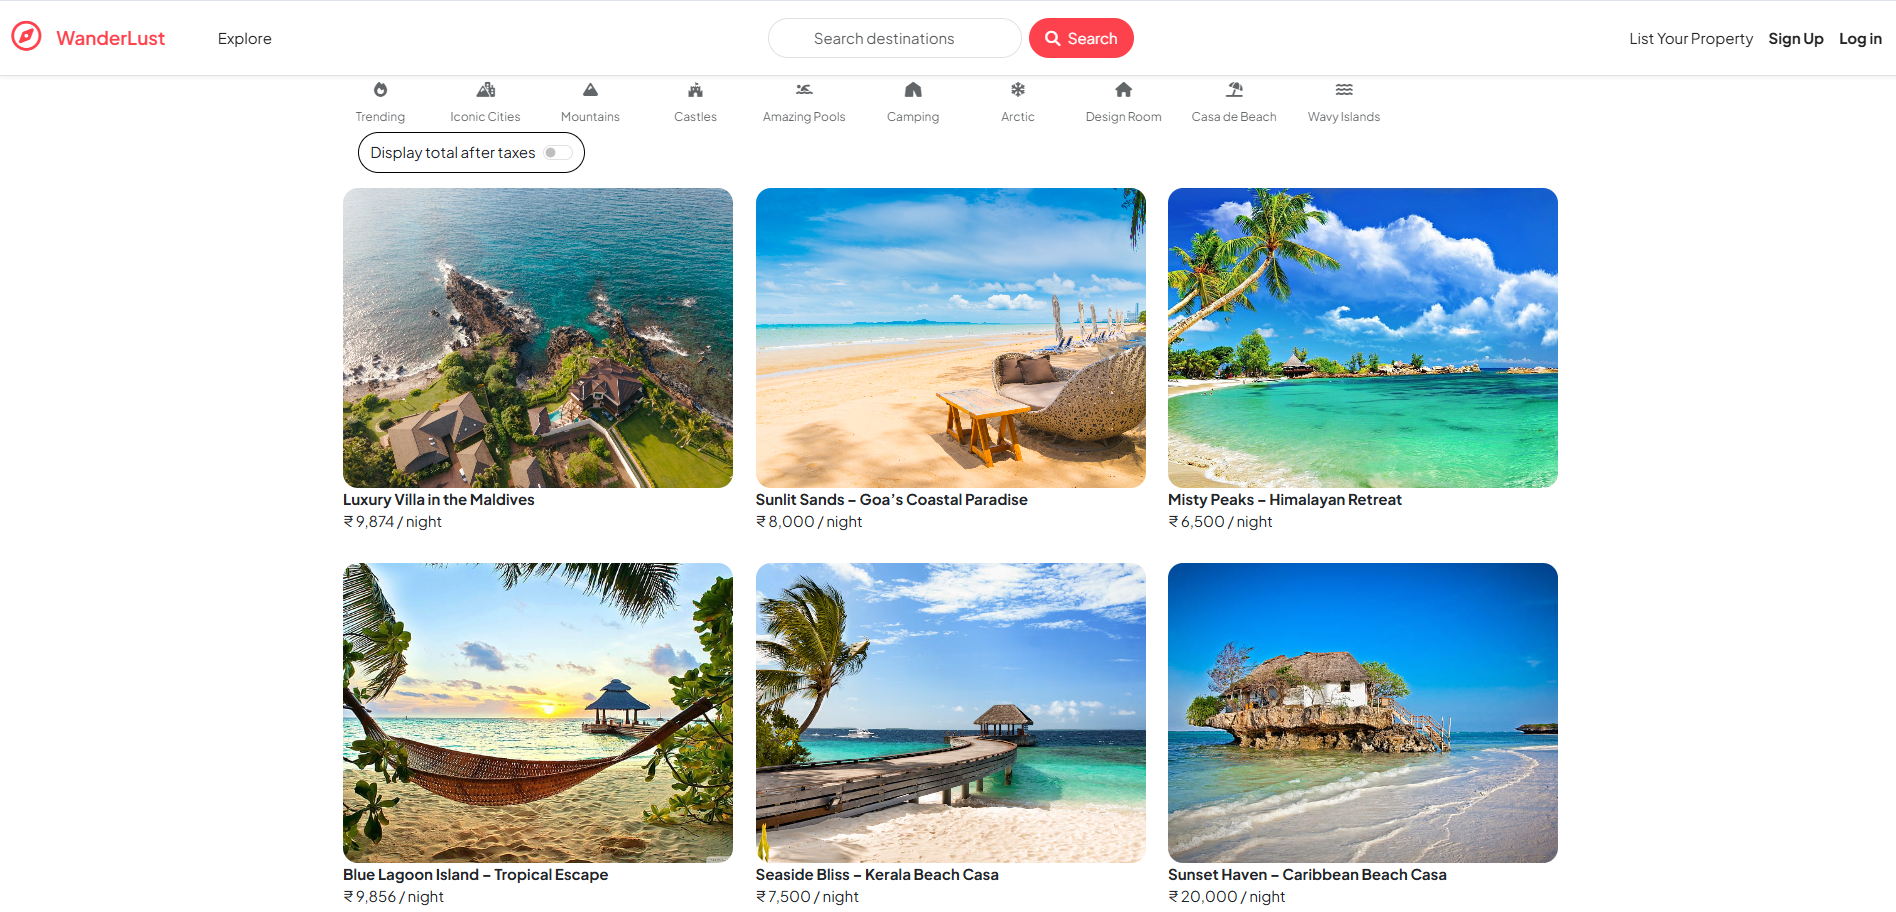 WanderLust Explore Search destinations Search List Your Property Sign Up Log in
Trending Iconic Cities Mountains Castles Amazing Pools Camping Arctic Design Room Casa de Beach Wavy Islands
Display total after taxes
Luxury Villa in the Maldives
₹ 9,874 / night
Sunlit Sands – Goa’s Coastal Paradise
₹ 8,000 / night
Misty Peaks – Himalayan Retreat
₹ 6,500 / night
Blue Lagoon Island – Tropical Escape
₹ 9,856 / night
Seaside Bliss – Kerala Beach Casa
₹ 7,500 / night
Sunset Haven – Caribbean Beach Casa
₹ 20,000 / night